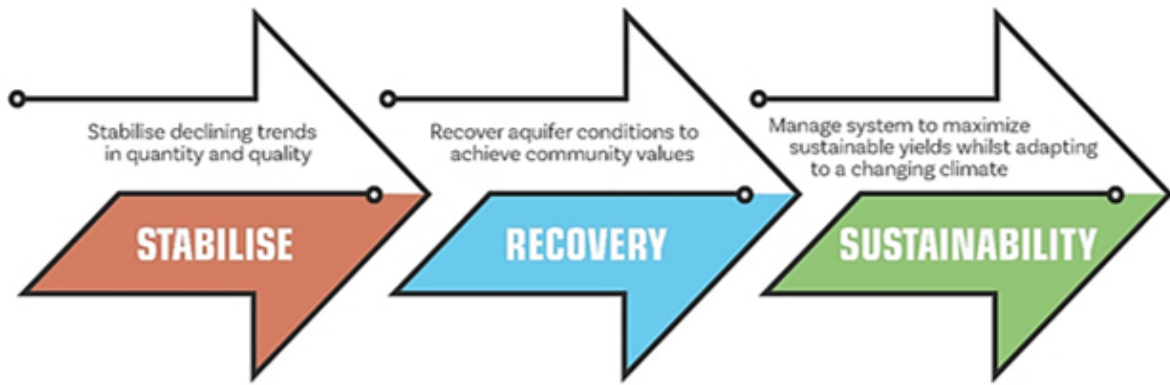 Stabilise declining trends
in quantity and quality
STABILISE
Recover aquifer conditions to
achieve community values
RECOVERY
Manage system to maximize
sustainable yields whilst adapting
to a changing climate
SUSTAINABILITY